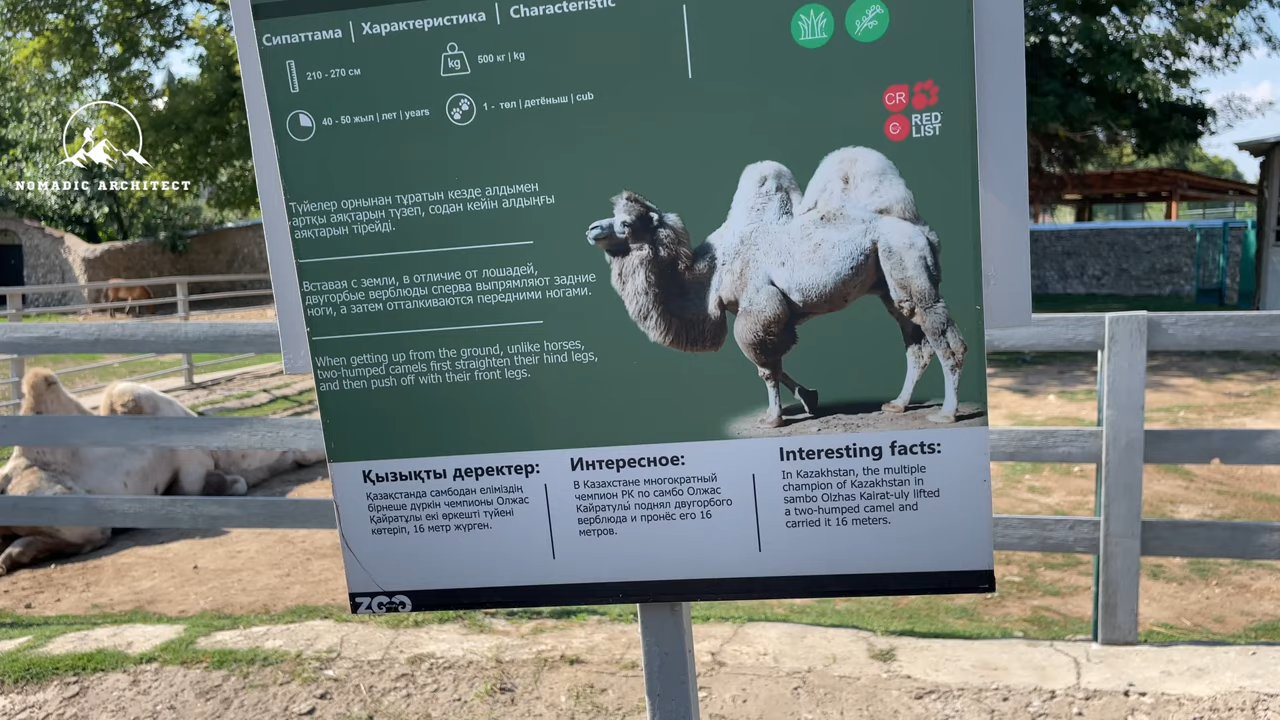 Сипаттама | Характеристика | Characteristic
210 - 270 см
kg
500 кг | kg
40 - 50 жыл | лет | years
1 - төл | детёныш | cub
CR
RED
LIST
NOMADIC ARCHITECT
Түйелер орнынан тұратын кезде алдымен
артқы аяқтарын түзеп, содан кейін алдыңғы
аяқтарын тірейді.
Вставая с земли, в отличие от лошадей,
двугорбые верблюды сперва выпрямляют задние
ноги, а затем отталкиваются передними ногами.
When getting up from the ground, unlike horses,
two-humped camels first straighten their hind legs,
and then push off with their front legs.
Қызықты деректер:
Қазақстанда самбодан еліміздің
бірнеше дүркін чемпионы Олжас
Қайратұлы екі өркешті түйені
көтеріп, 16 метр жүрген.
Интересное:
В Казахстане многократный
чемпион РК по самбо Олжас
Кайратулы поднял двугорбого
верблюда и пронёс его 16
метров.
Interesting facts:
In Kazakhstan, the multiple
champion of Kazakhstan in
sambo Olzhas Kairat-uly lifted
a two-humped camel and
carried it 16 meters.
ZOO